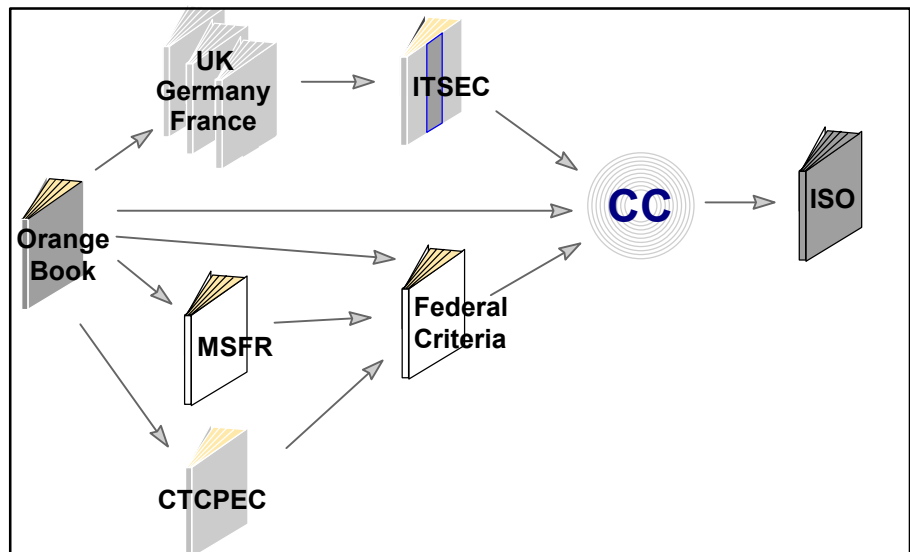 UK
Germany
France
ITSEC
CC
ISO
Orange
Book
MSFR
Federal
Criteria
CTCPEC